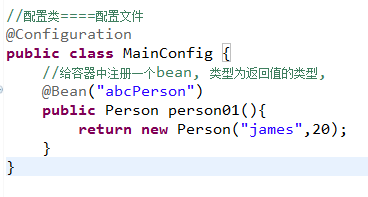 //配置类====配置文件
@Configuration
public class MainConfig {
    //给容器中注册一个bean, 类型为返回值的类型,
    @Bean("abcPerson")
    public Person person01(){
        return new Person("james",20);
    }
}